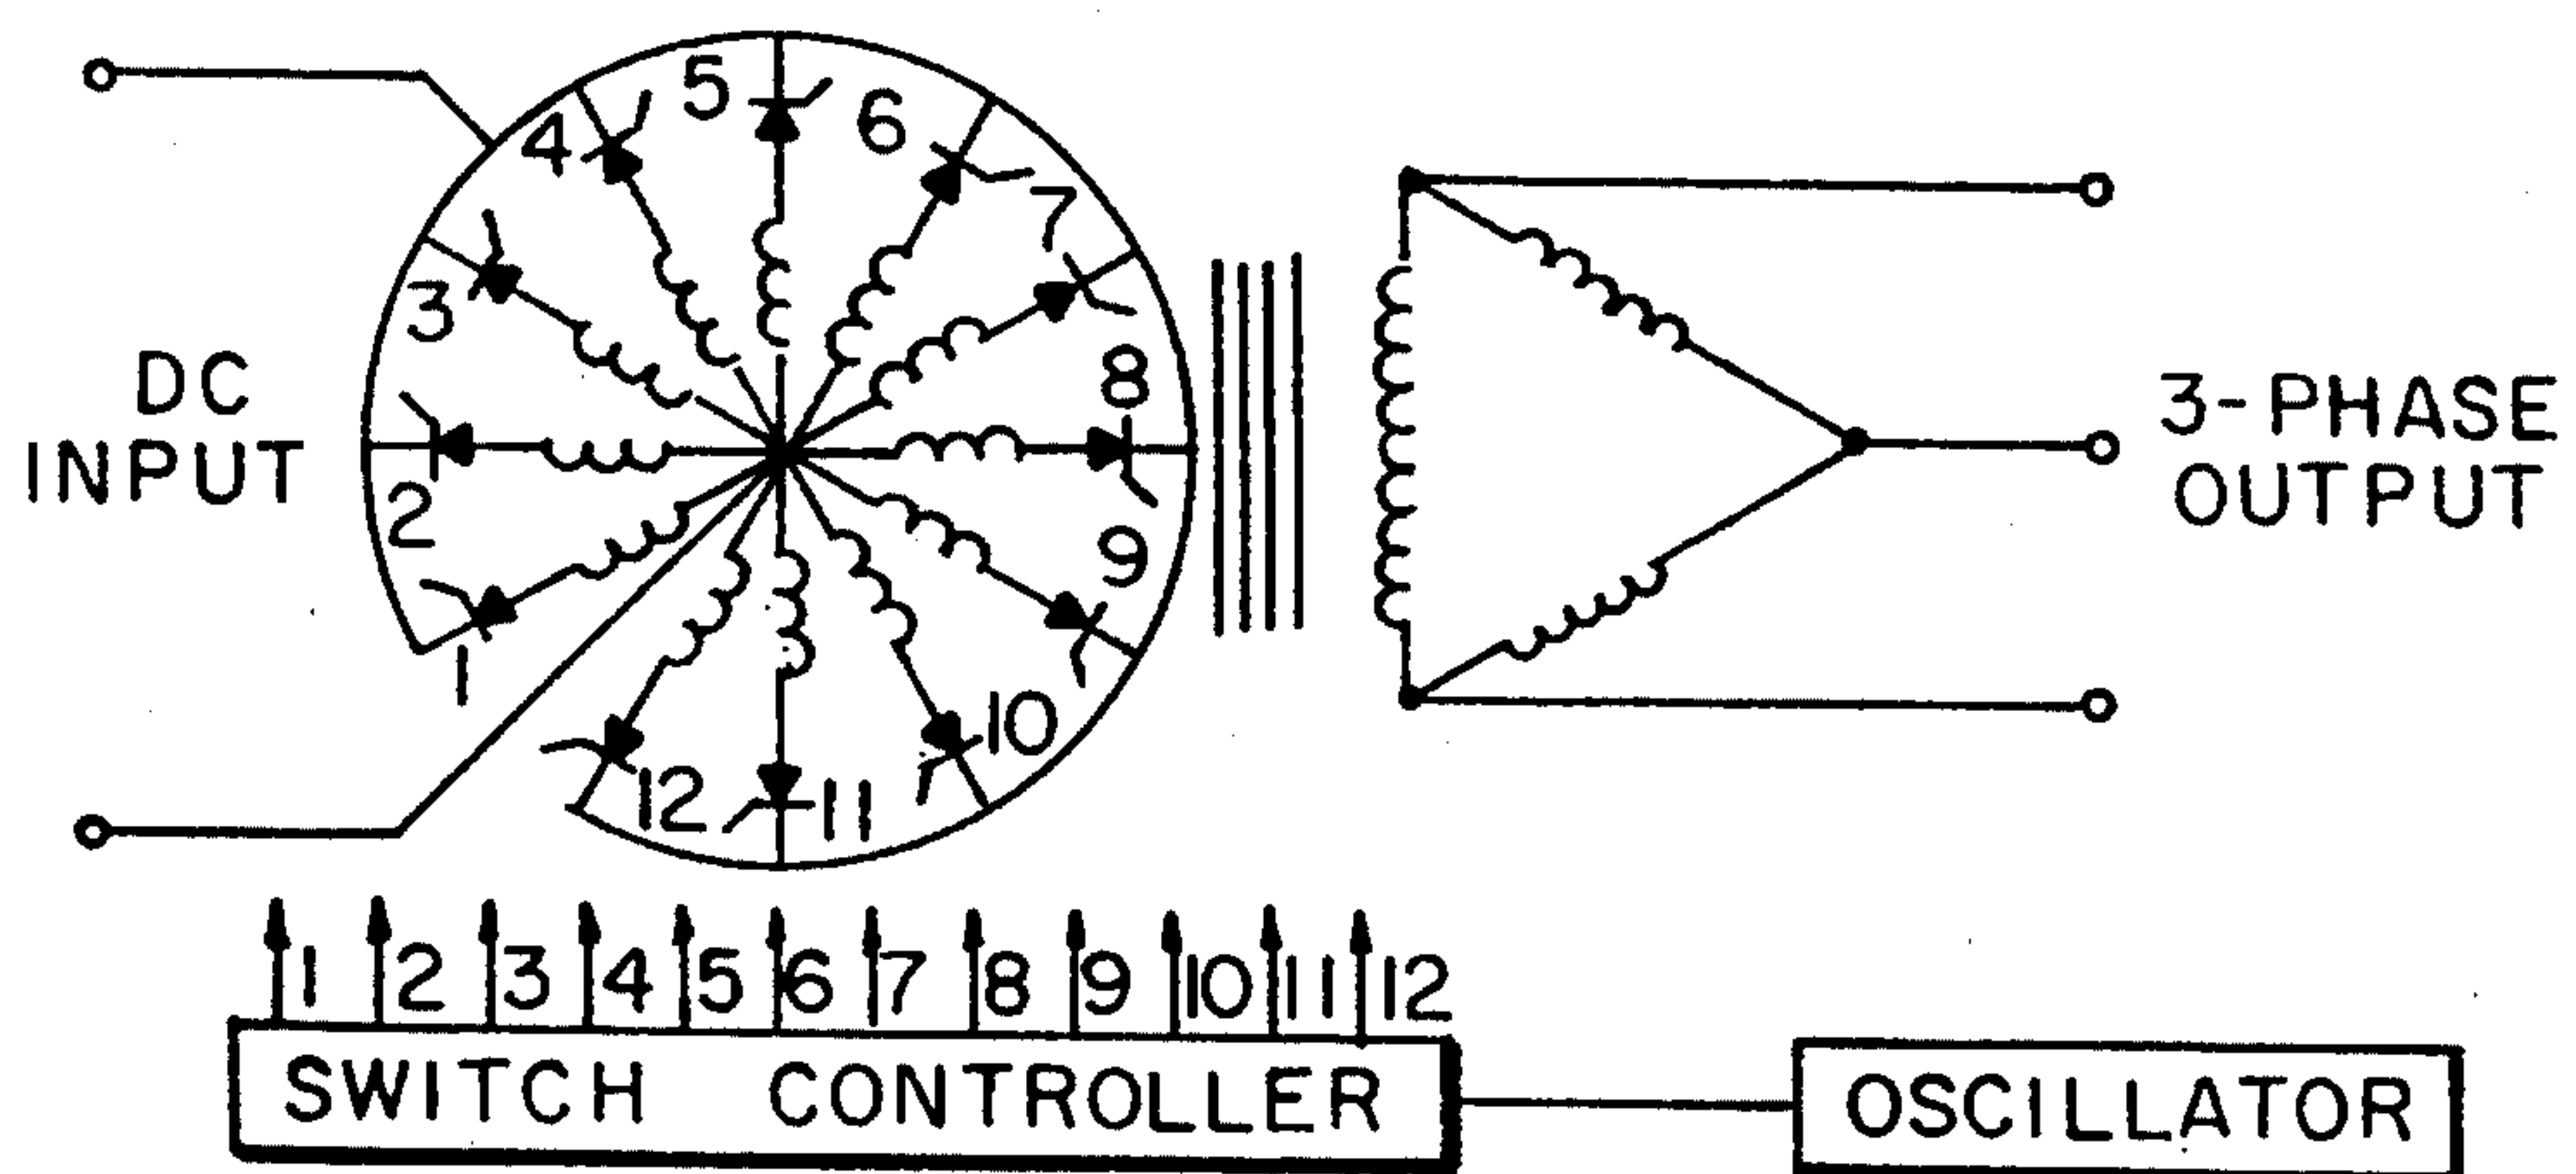 5
4
6
7
3
8
DC
INPUT
3-PHASE
OUTPUT
2
9
1
10
12
11
1 2 3 4 5 6 7 8 9 10 11 12
SWITCH CONTROLLER
OSCILLATOR